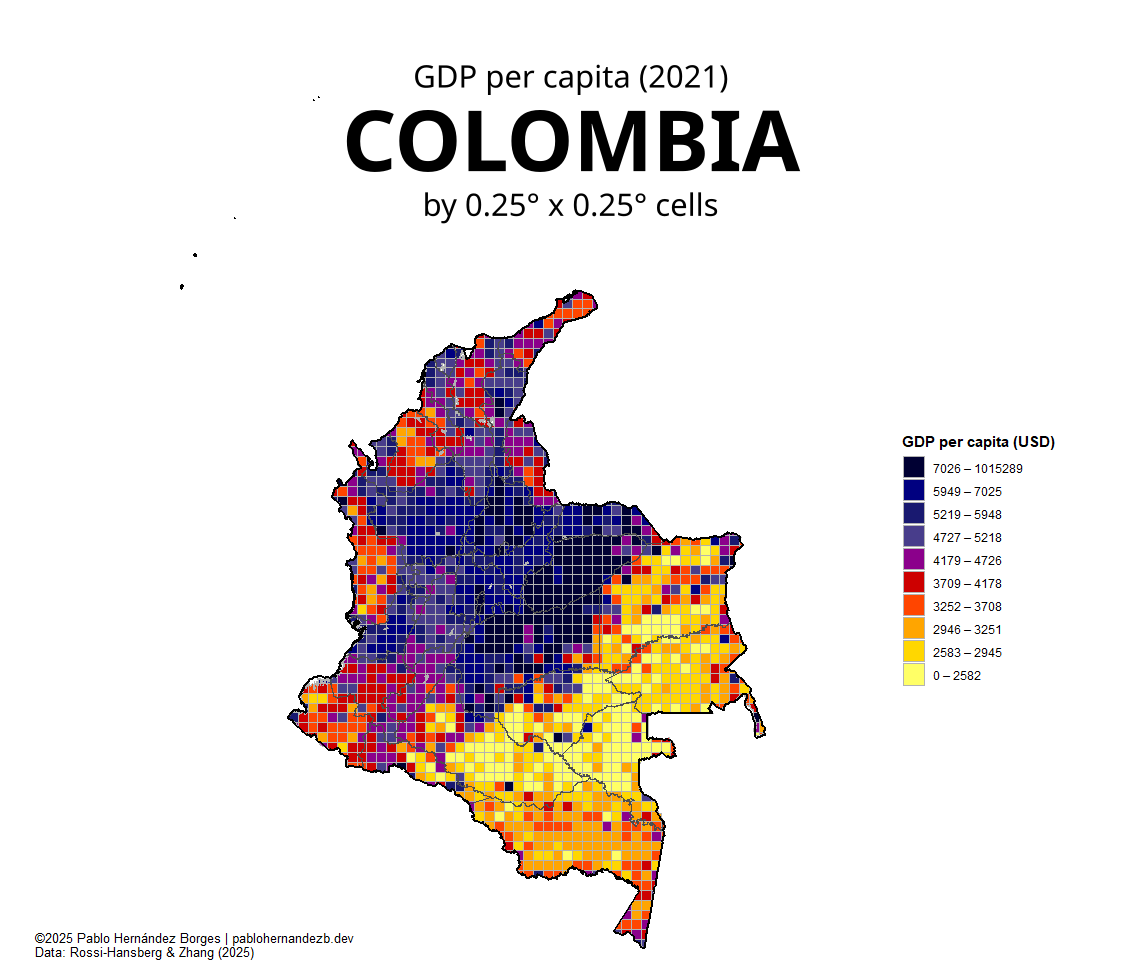 GDP per capita (2021)
COLOMBIA
by 0.25° x 0.25° cells
GDP per capita (USD)
7026 – 1015289
5949 – 7025
5219 – 5948
4727 – 5218
4179 – 4726
3709 – 4178
3252 – 3708
2946 – 3251
2583 – 2945
0 – 2582
©2025 Pablo Hernández Borges | pablohernandezb.dev
Data: Rossi-Hansberg & Zhang (2025)